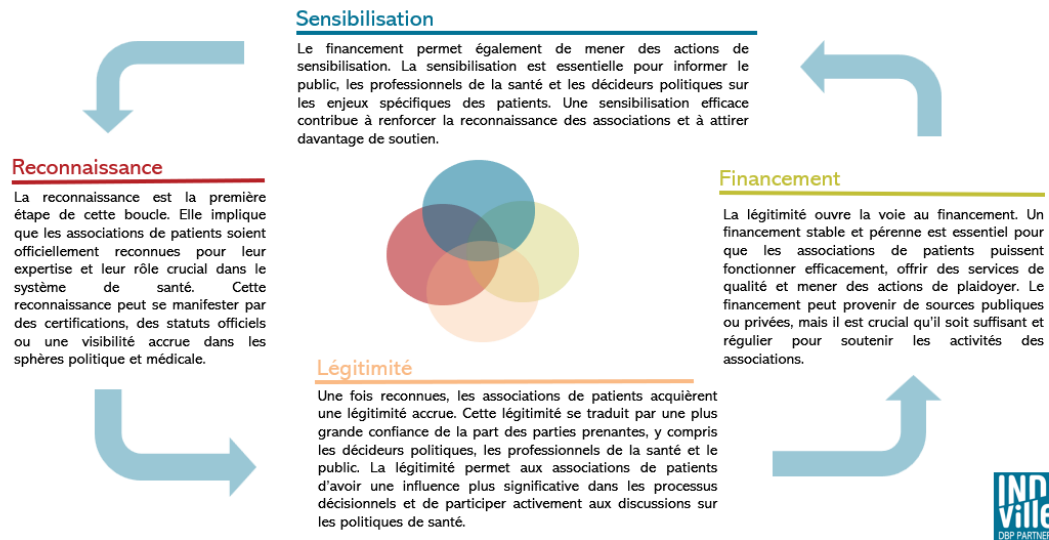 Sensibilisation
Le financement permet également de mener des actions de
sensibilisation. La sensibilisation est essentielle pour informer le
public, les professionnels de la santé et les décideurs politiques sur
les enjeux spécifiques des patients. Une sensibilisation efficace
contribue à renforcer la reconnaissance des associations et à attirer
davantage de soutien.
Reconnaissance
La reconnaissance est la première
étape de cette boucle. Elle implique
que les associations de patients soient
officiellement reconnues pour leur
expertise et leur rôle crucial dans le
système de santé. Cette
reconnaissance peut se manifester par
des certifications, des statuts officiels
ou une visibilité accrue dans les
sphères politique et médicale.
Financement
La légitimité ouvre la voie au financement. Un
financement stable et pérenne est essentiel pour
que les associations de patients puissent
fonctionner efficacement, offrir des services de
qualité et mener des actions de plaidoyer. Le
financement peut provenir de sources publiques
ou privées, mais il est crucial qu'il soit suffisant et
régulier pour soutenir les activités des
associations.
Légitimité
Une fois reconnues, les associations de patients acquièrent
une légitimité accrue. Cette légitimité se traduit par une plus
grande confiance de la part des parties prenantes, y compris
les décideurs politiques, les professionnels de la santé et le
public. La légitimité permet aux associations de patients
d'avoir une influence plus significative dans les processus
décisionnels et de participer activement aux discussions sur
les politiques de santé.
IND
Ville
DBP PARTNER